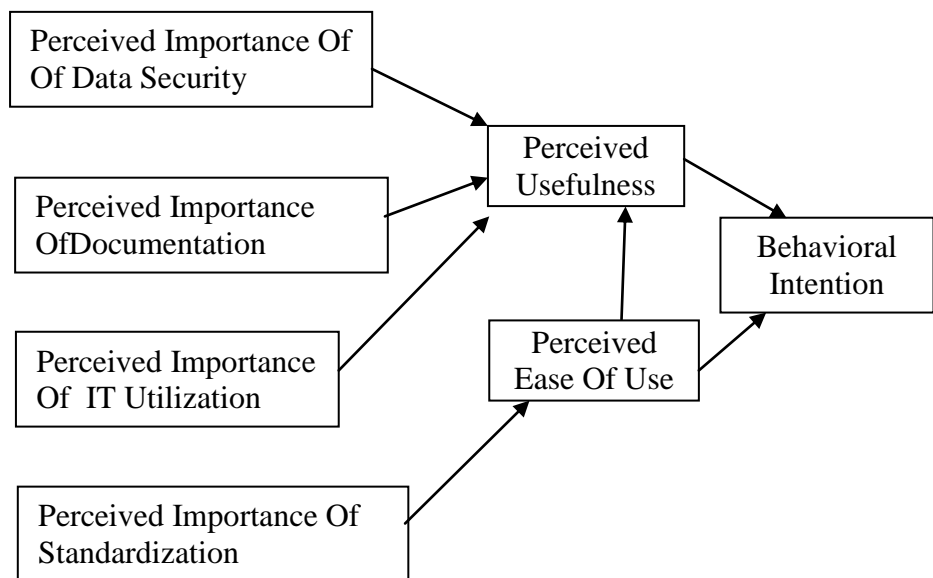 Perceived Importance Of
Of Data Security
Perceived
Usefulness
Perceived Importance
OfDocumentation
Behavioral
Intention
Perceived Importance
Of IT Utilization
Perceived
Ease Of Use
Perceived Importance Of
Standardization